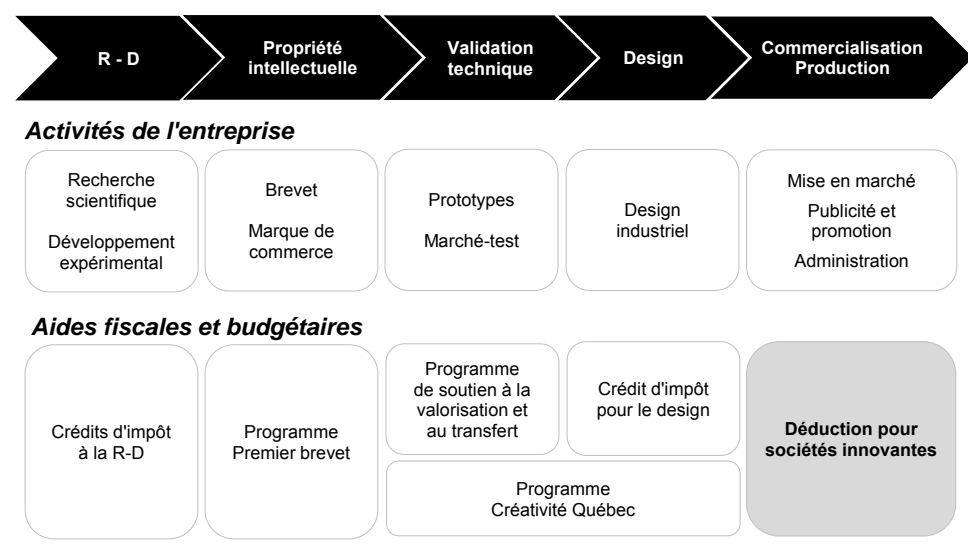 R - D
Propriété
intellectuelle
Validation
technique
Design
Commercialisation
Production
Activités de l'entreprise
Recherche
scientifique
Développement
expérimental
Brevet
Marque de
commerce
Prototypes
Marché-test
Design
industriel
Mise en marché
Publicité et
promotion
Administration
Aides fiscales et budgétaires
Crédits d'impôt
à la R-D
Programme
Premier brevet
Programme
de soutien à la
valorisation et
au transfert
Crédit d'impôt
pour le design
Programme
Créativité Québec
Déduction pour
sociétés innovantes